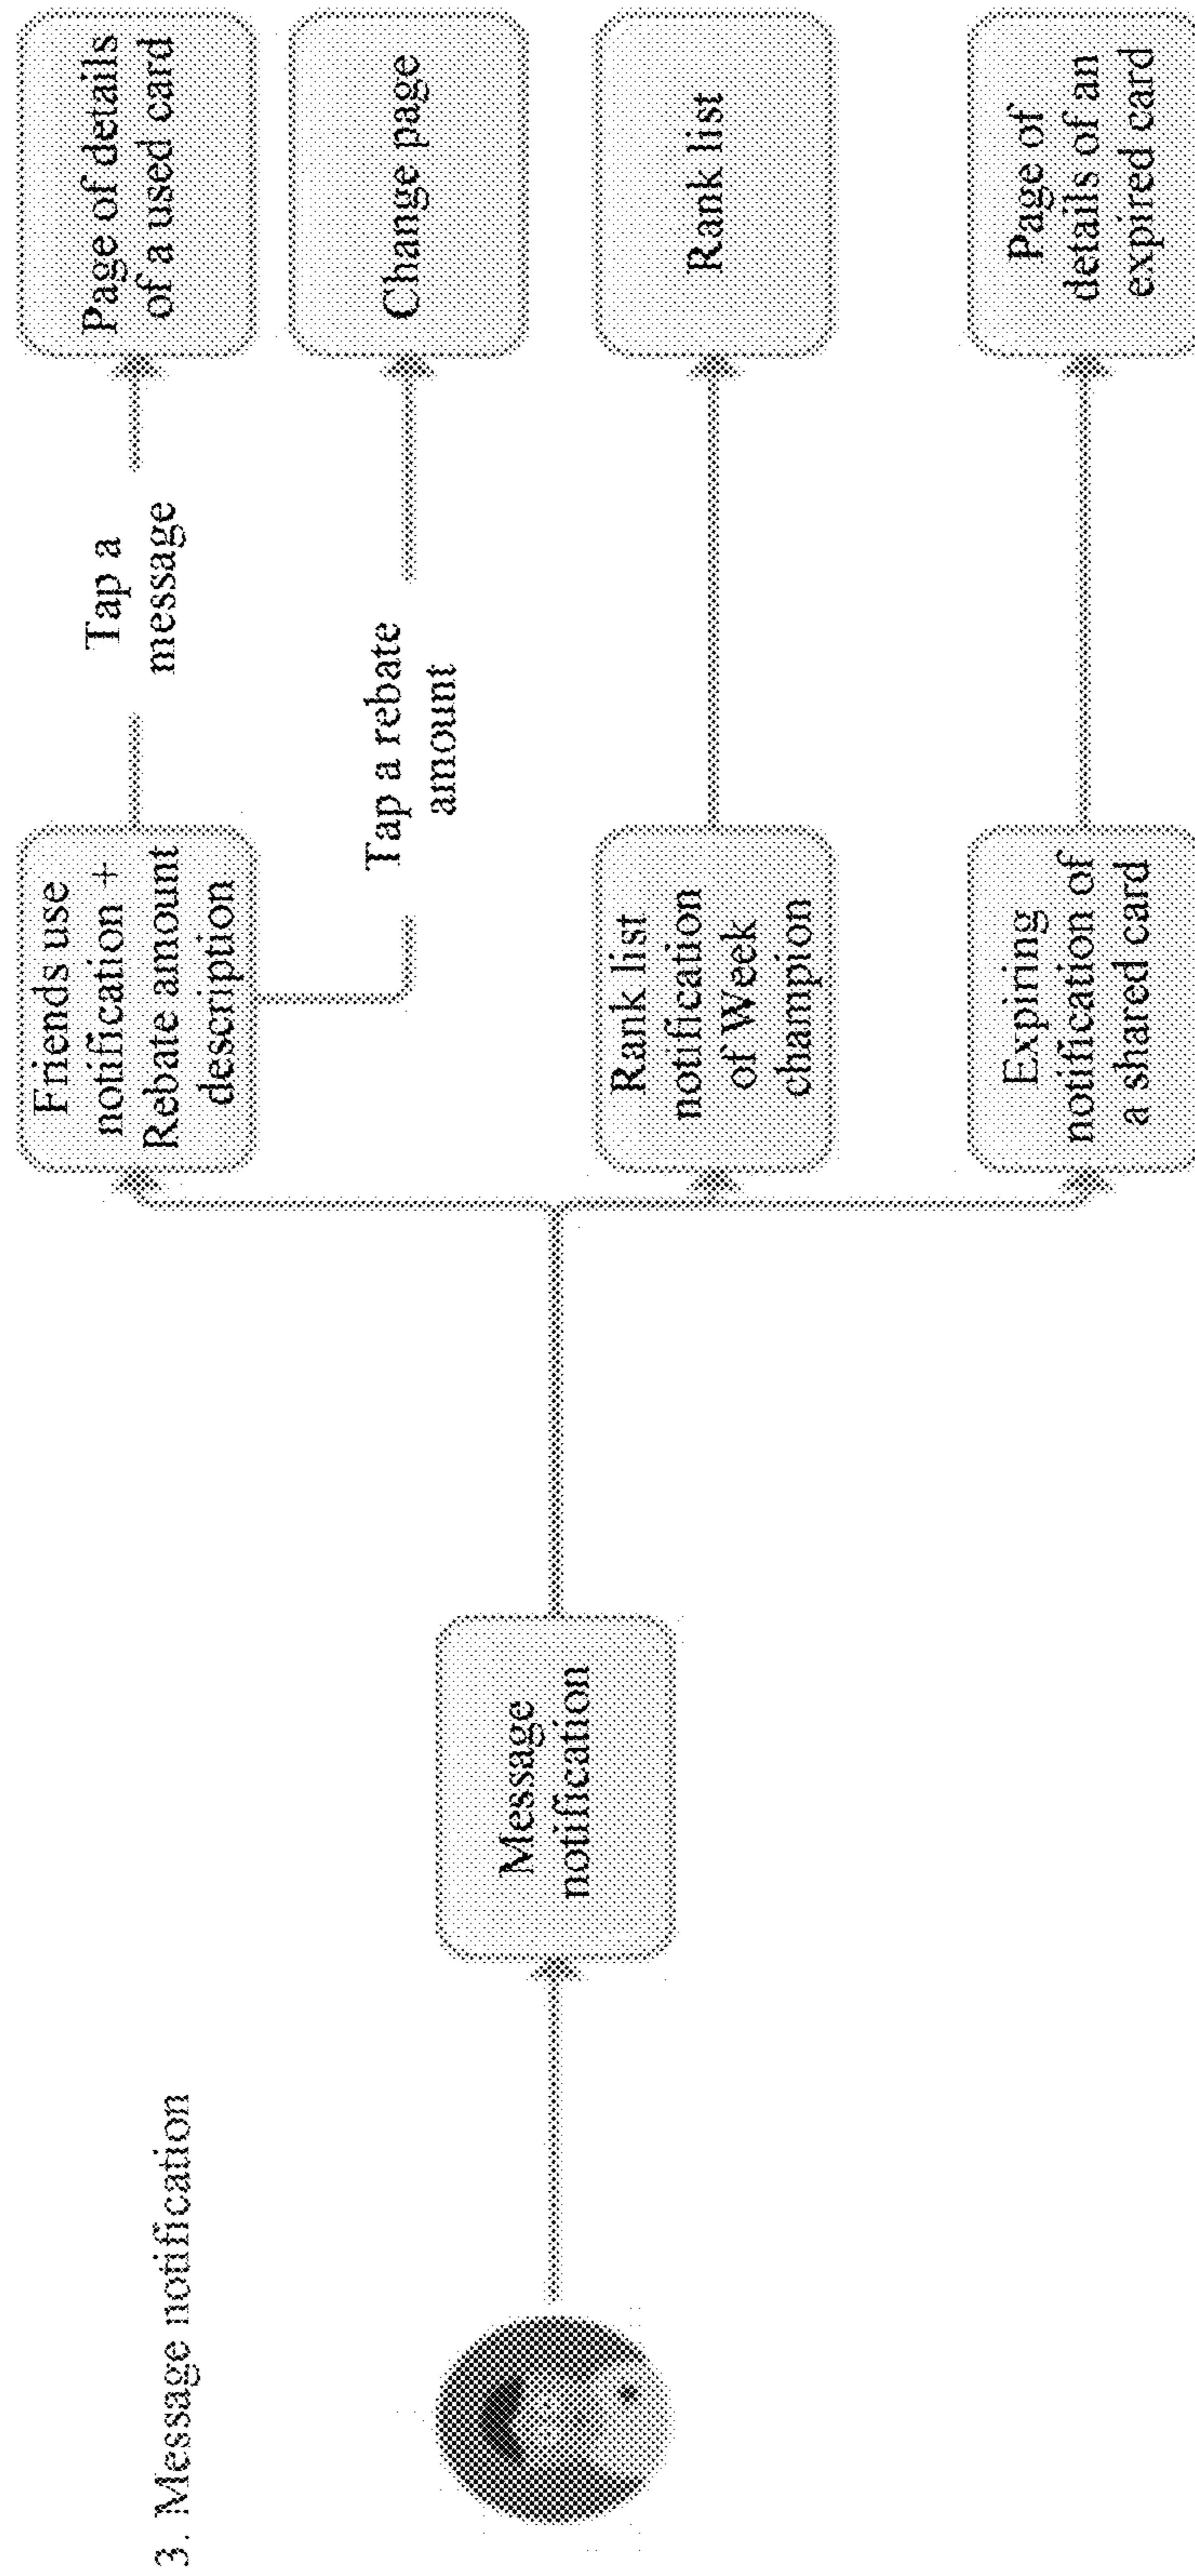 3. Message notification
Message
notification
Friends use
notification +
Rebate amount
description
Tap a
message
Page of details
of a used card
Tap a rebate
amount
Change page
Rank list
notification
of Week
champion
Rank list
Expiring
notification of
a shared card
Page of
details of an
expired card